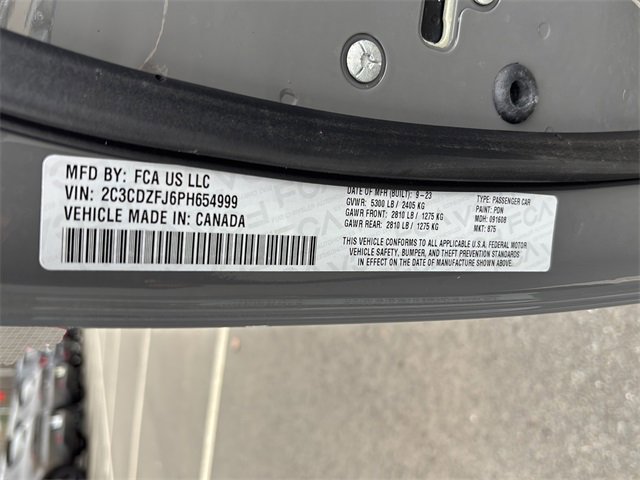 MFD BY: FCA US LLC
VIN: 2C3CDZFJ6PH654999
VEHICLE MADE IN: CANADA
DATE OF MFR (BUILT): 9-23
GVWR: 5300 LB / 2405 KG
GAWR FRONT: 2810 LB / 1275 KG
GAWR REAR: 2810 LB / 1275 KG
TYPE: PASSENGER CAR
PAINT: PDN
MDH: 091608
MKT: 875
THIS VEHICLE CONFORMS TO ALL APPLICABLE U.S.A. FEDERAL MOTOR
VEHICLE SAFETY, BUMPER, AND THEFT PREVENTION STANDARDS
IN EFFECT ON THE DATE OF MANUFACTURE SHOWN ABOVE.